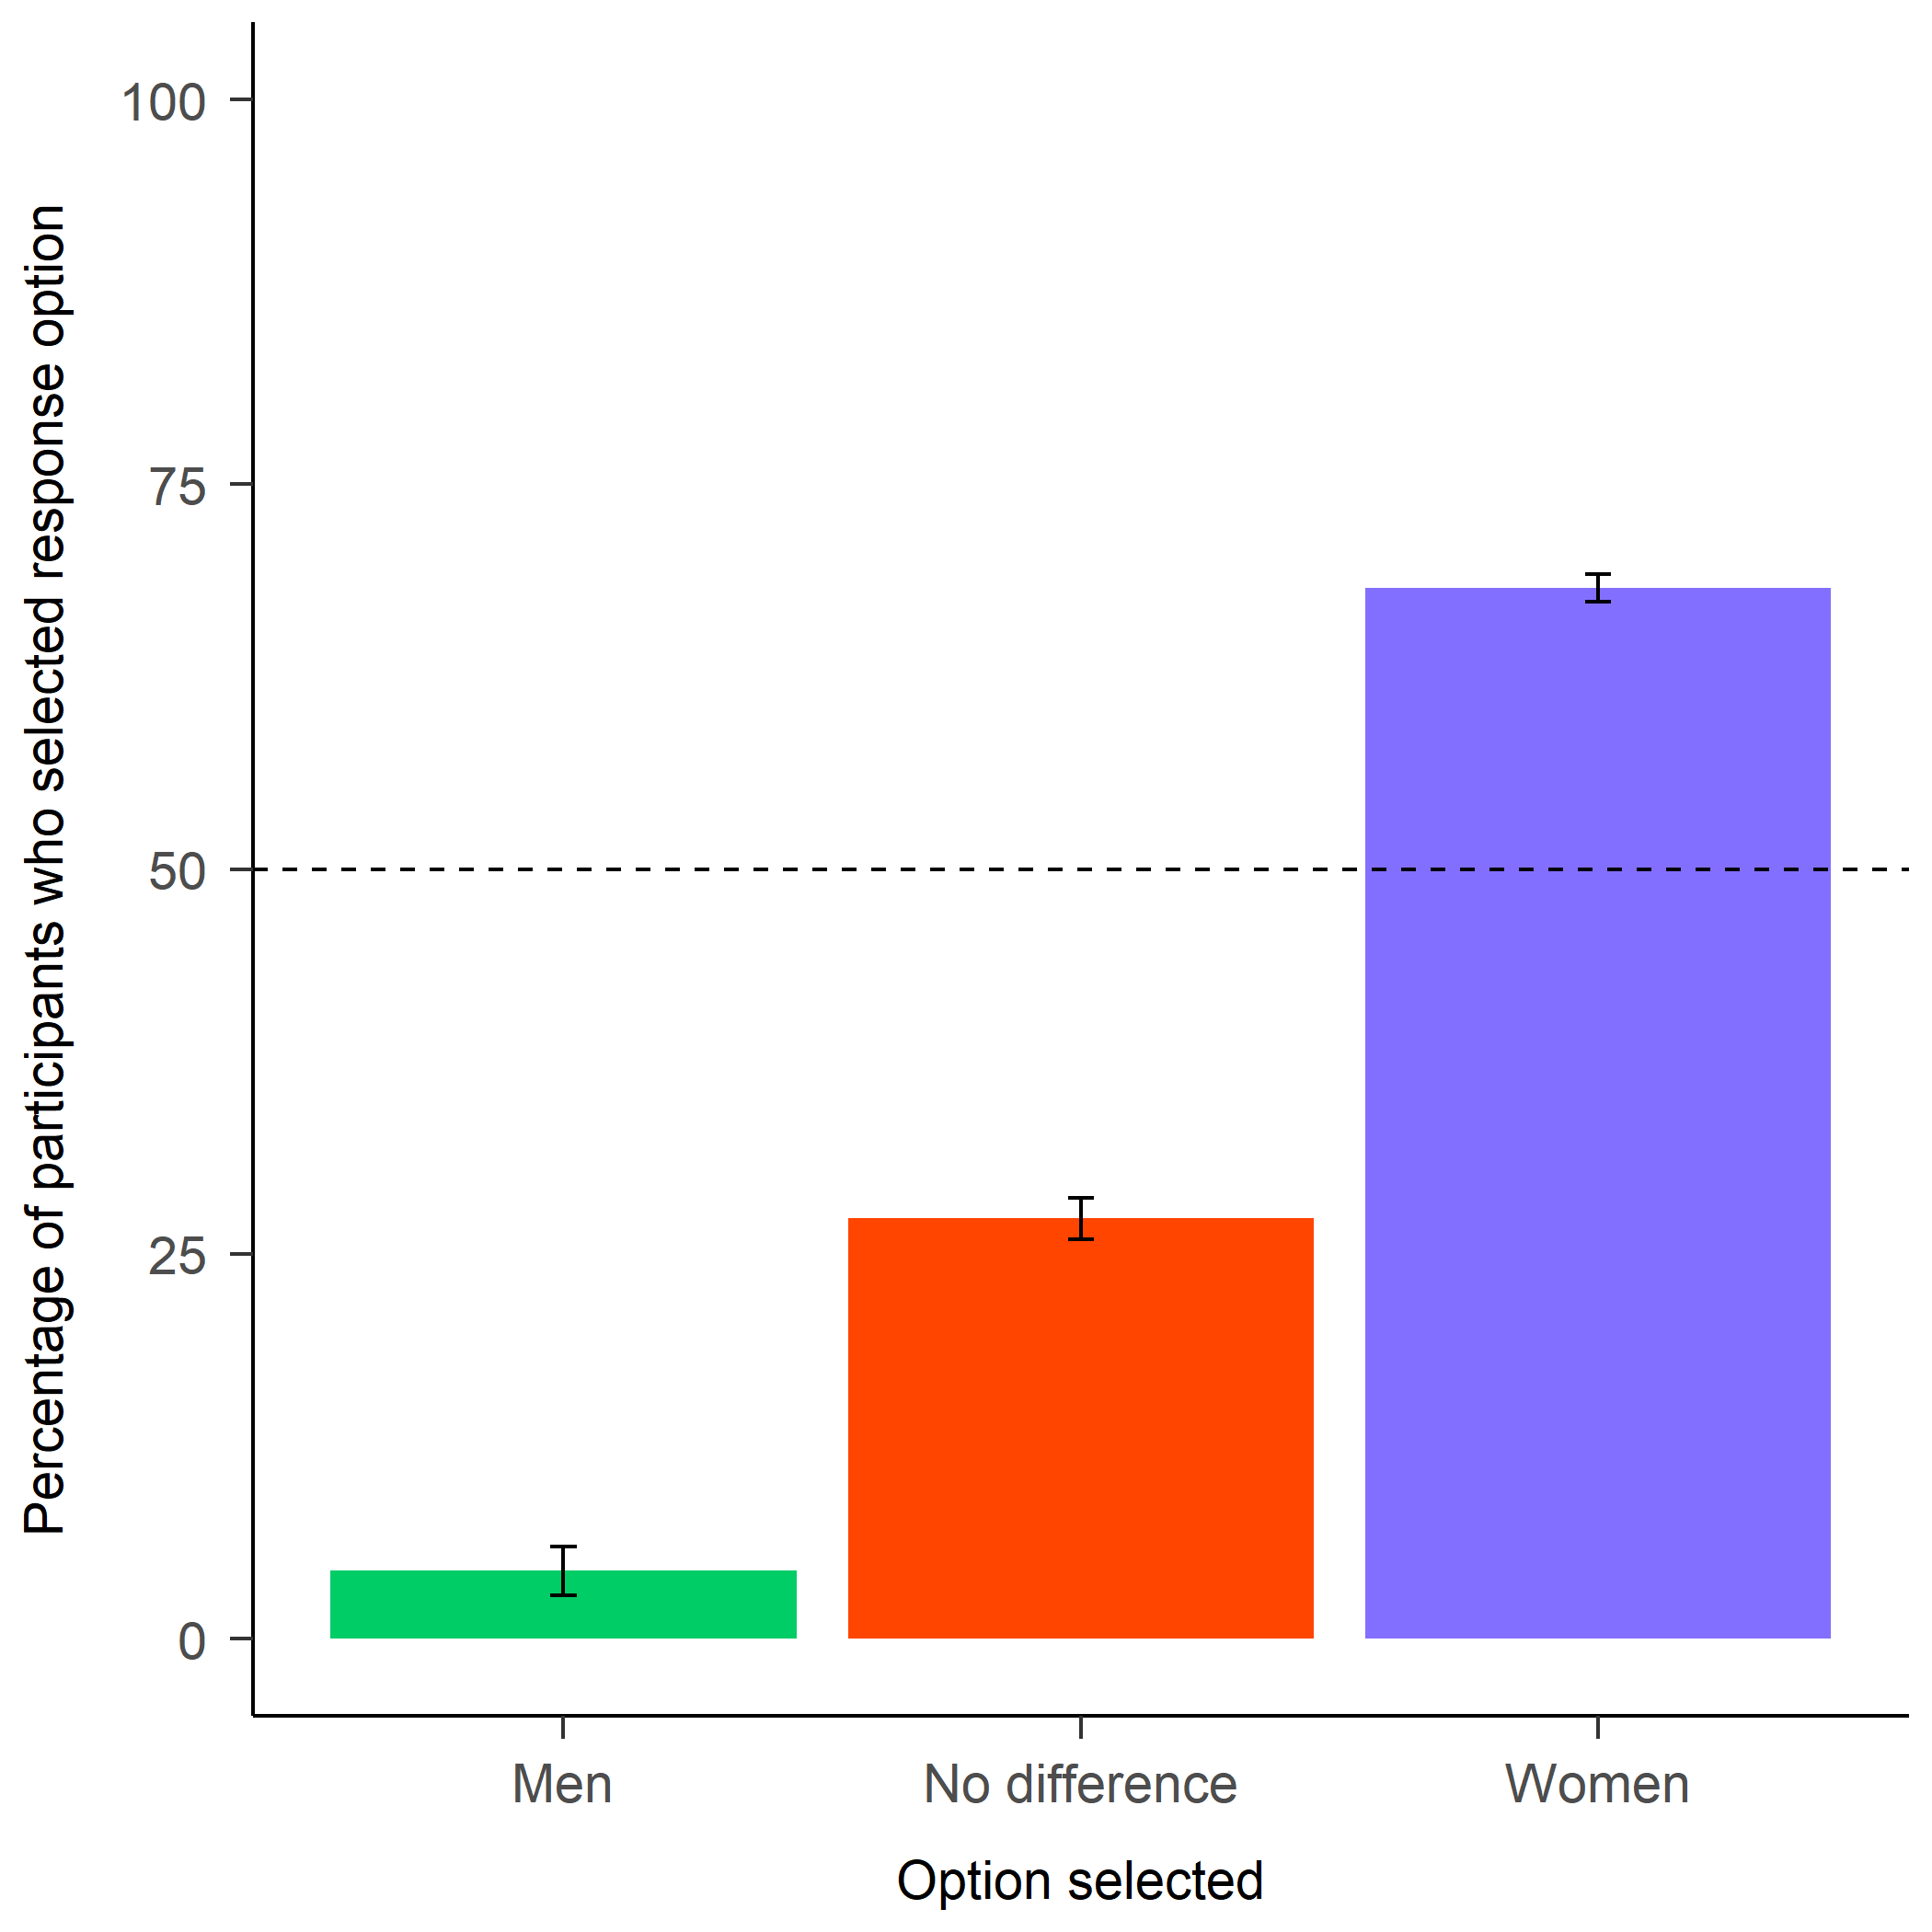 Percentage of participants who selected response option
100
75
50
25
0
Men
No difference
Women
Option selected